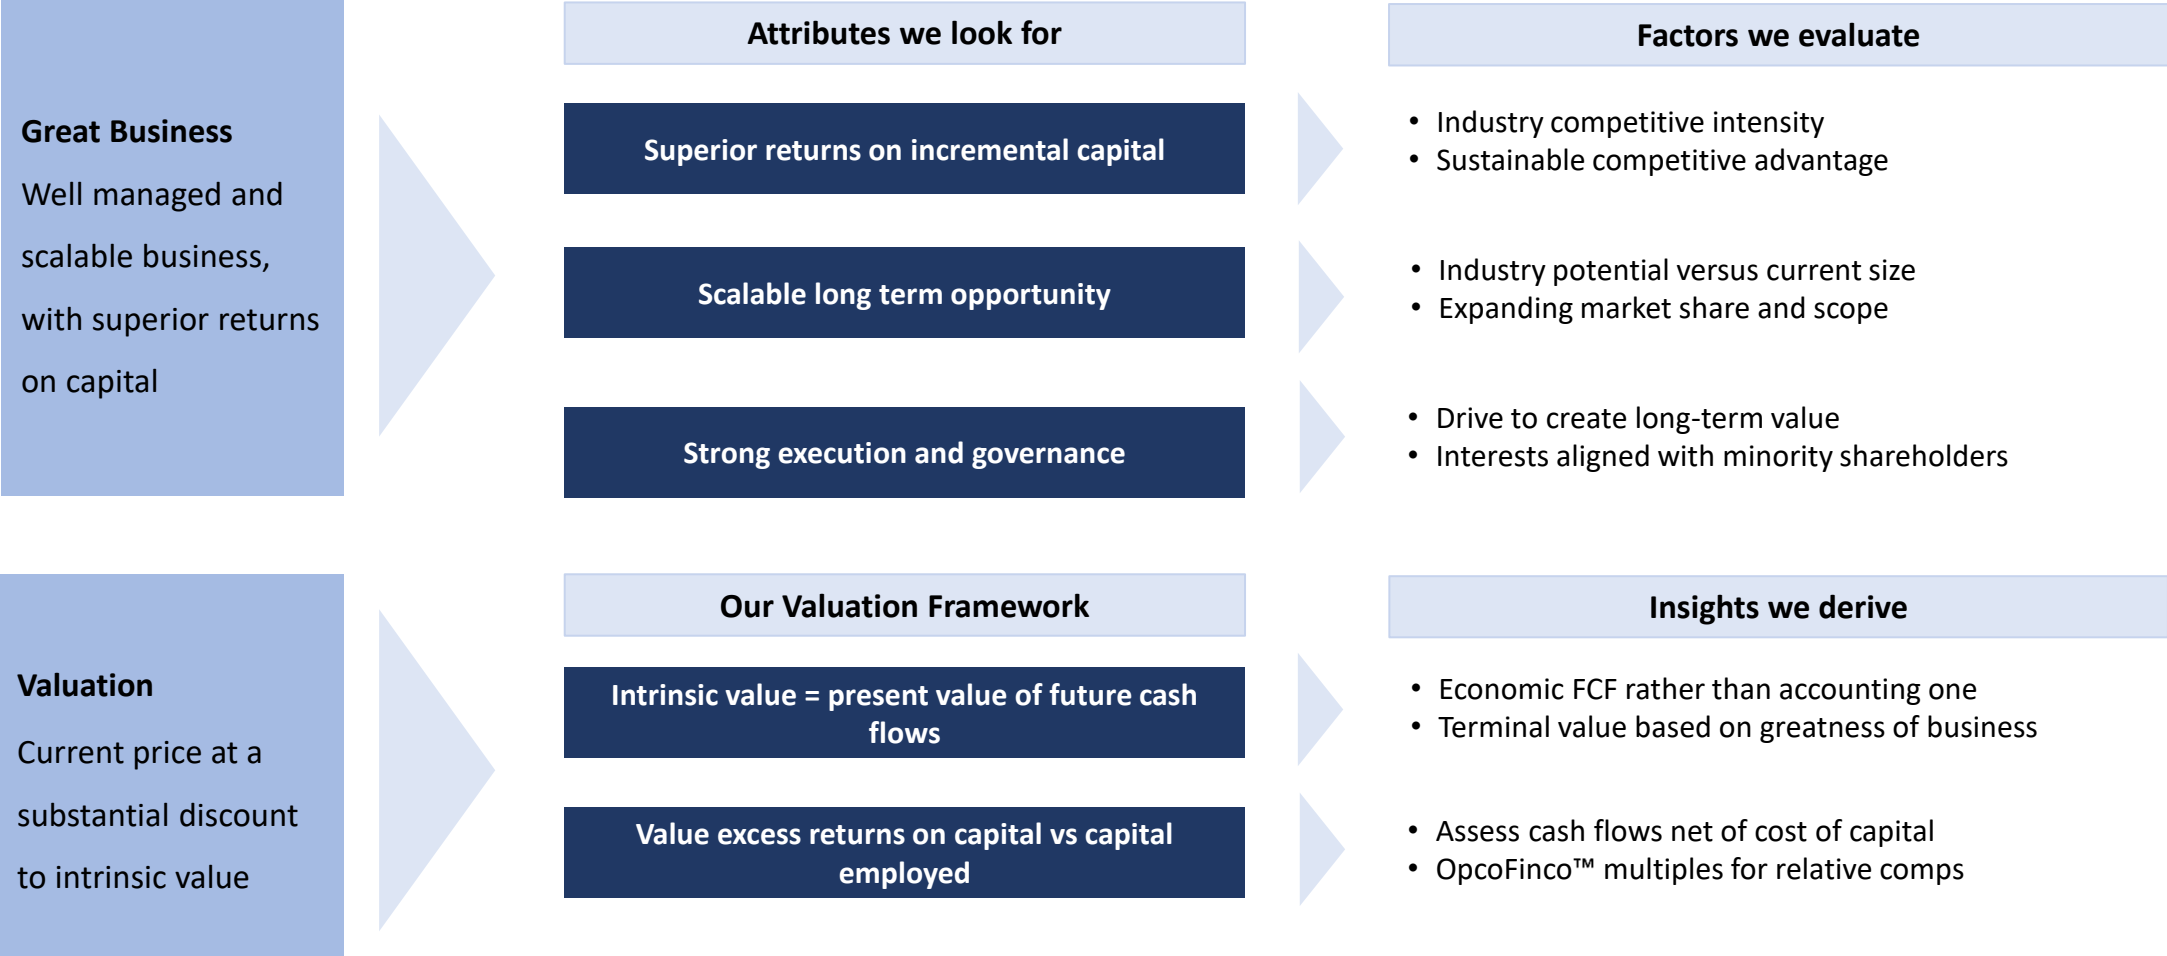 Great Business
Well managed and
scalable business,
with superior returns
on capital
Attributes we look for
Superior returns on incremental capital
Scalable long term opportunity
Strong execution and governance
Factors we evaluate
• Industry competitive intensity
• Sustainable competitive advantage
• Industry potential versus current size
• Expanding market share and scope
• Drive to create long-term value
• Interests aligned with minority shareholders
Valuation
Current price at a
substantial discount
to intrinsic value
Our Valuation Framework
Intrinsic value = present value of future cash
flows
Value excess returns on capital vs capital
employed
Insights we derive
• Economic FCF rather than accounting one
• Terminal value based on greatness of business
• Assess cash flows net of cost of capital
• OpcoFinco™ multiples for relative comps